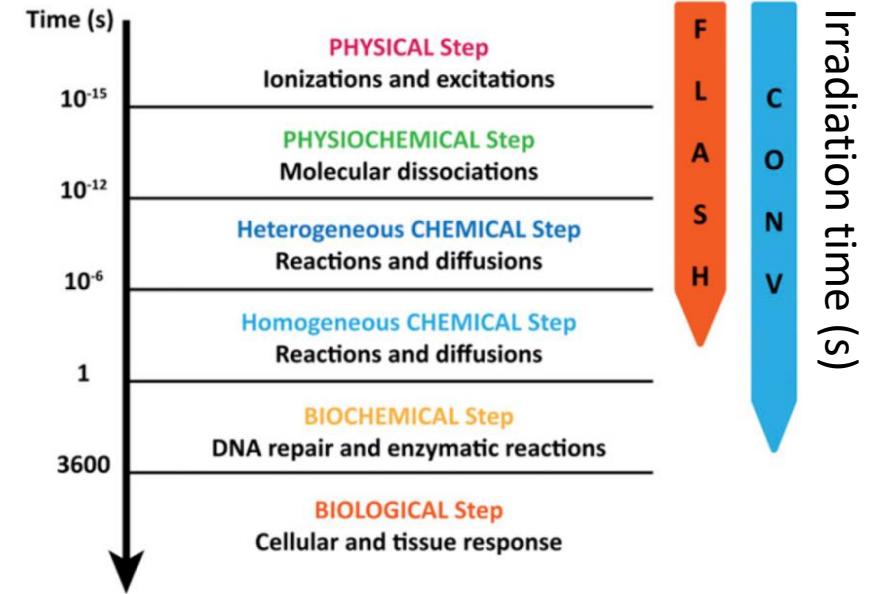 Time (s)
PHYSICAL Step
Ionizations and excitations
10-15
PHYSIOCHEMICAL Step
Molecular dissociations
10-12
Heterogeneous CHEMICAL Step
Reactions and diffusions
10-6
Homogeneous CHEMICAL Step
Reactions and diffusions
1
BIOCHEMICAL Step
DNA repair and enzymatic reactions
3600
BIOLOGICAL Step
Cellular and tissue response
FLASH
CONV
Irradiation time (s)